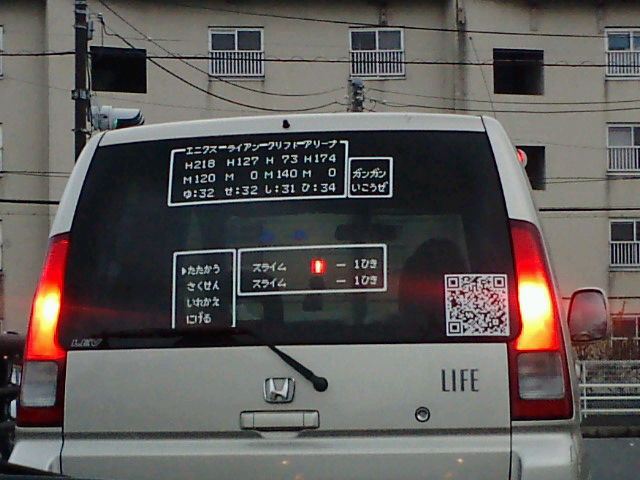 エニクス ライアン クリフト アリーナ
H218 H127 H 73 H174
M120 M 0 M140 M 0
ゆ:32 せ:32 し:31 ひ:34
ガンガン
いこうぜ
▶たたかう
さくせん
いれかえ
にげる
スライム ー 1ひき
スライム ー 1ひき
LIFE